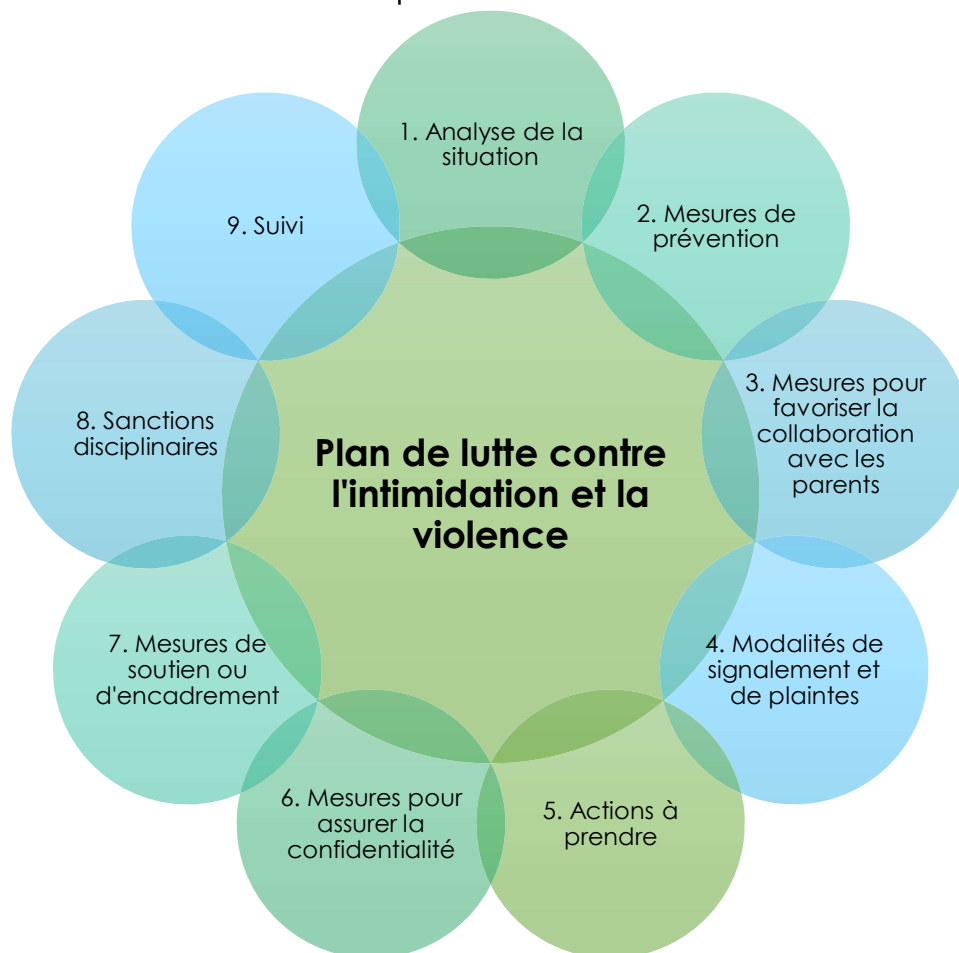 1. Analyse de la
situation
2. Mesures de
prévention
3. Mesures pour
favoriser la
collaboration
avec les
parents
4. Modalités de
signalement et
de plaintes
5. Actions à
prendre
6. Mesures pour
assurer la
confidentialité
7. Mesures de
soutien ou
d'encadrement
8. Sanctions
disciplinaires
9. Suivi
Plan de lutte contre
l'intimidation et la
violence